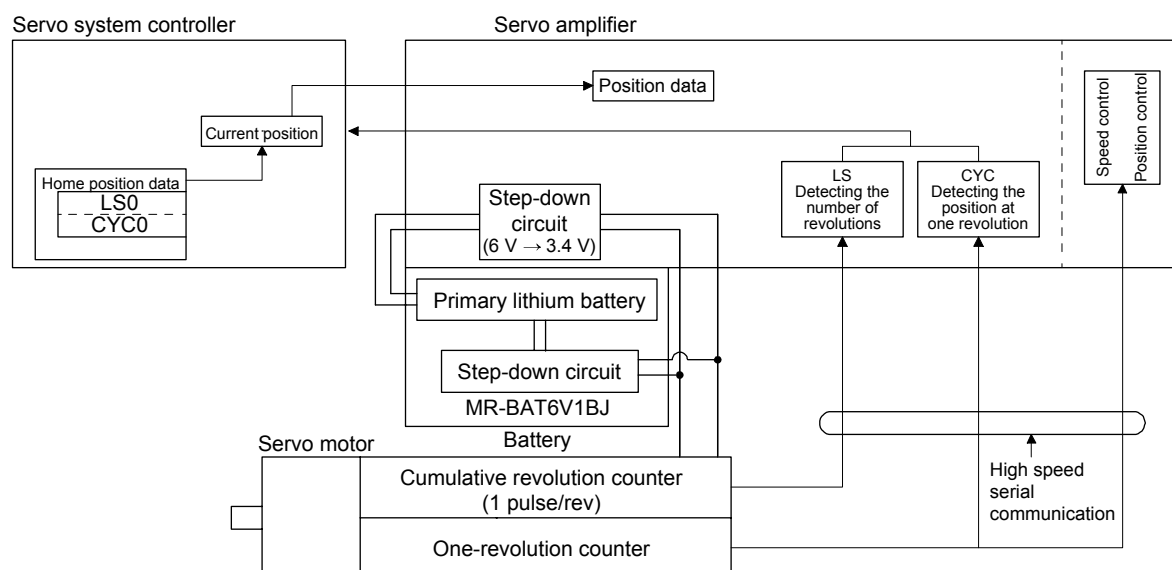 Servo system controller
Servo amplifier
Position data
Current position
Home position data
LS0
CYC0
Step-down
circuit
(6 V → 3.4 V)
LS
Detecting the
number of
revolutions
CYC
Detecting the
position at
one revolution
Speed control
Position control
Primary lithium battery
Step-down circuit
MR-BAT6V1BJ
Battery
Servo motor
Cumulative revolution counter
(1 pulse/rev)
One-revolution counter
High speed
serial
communication